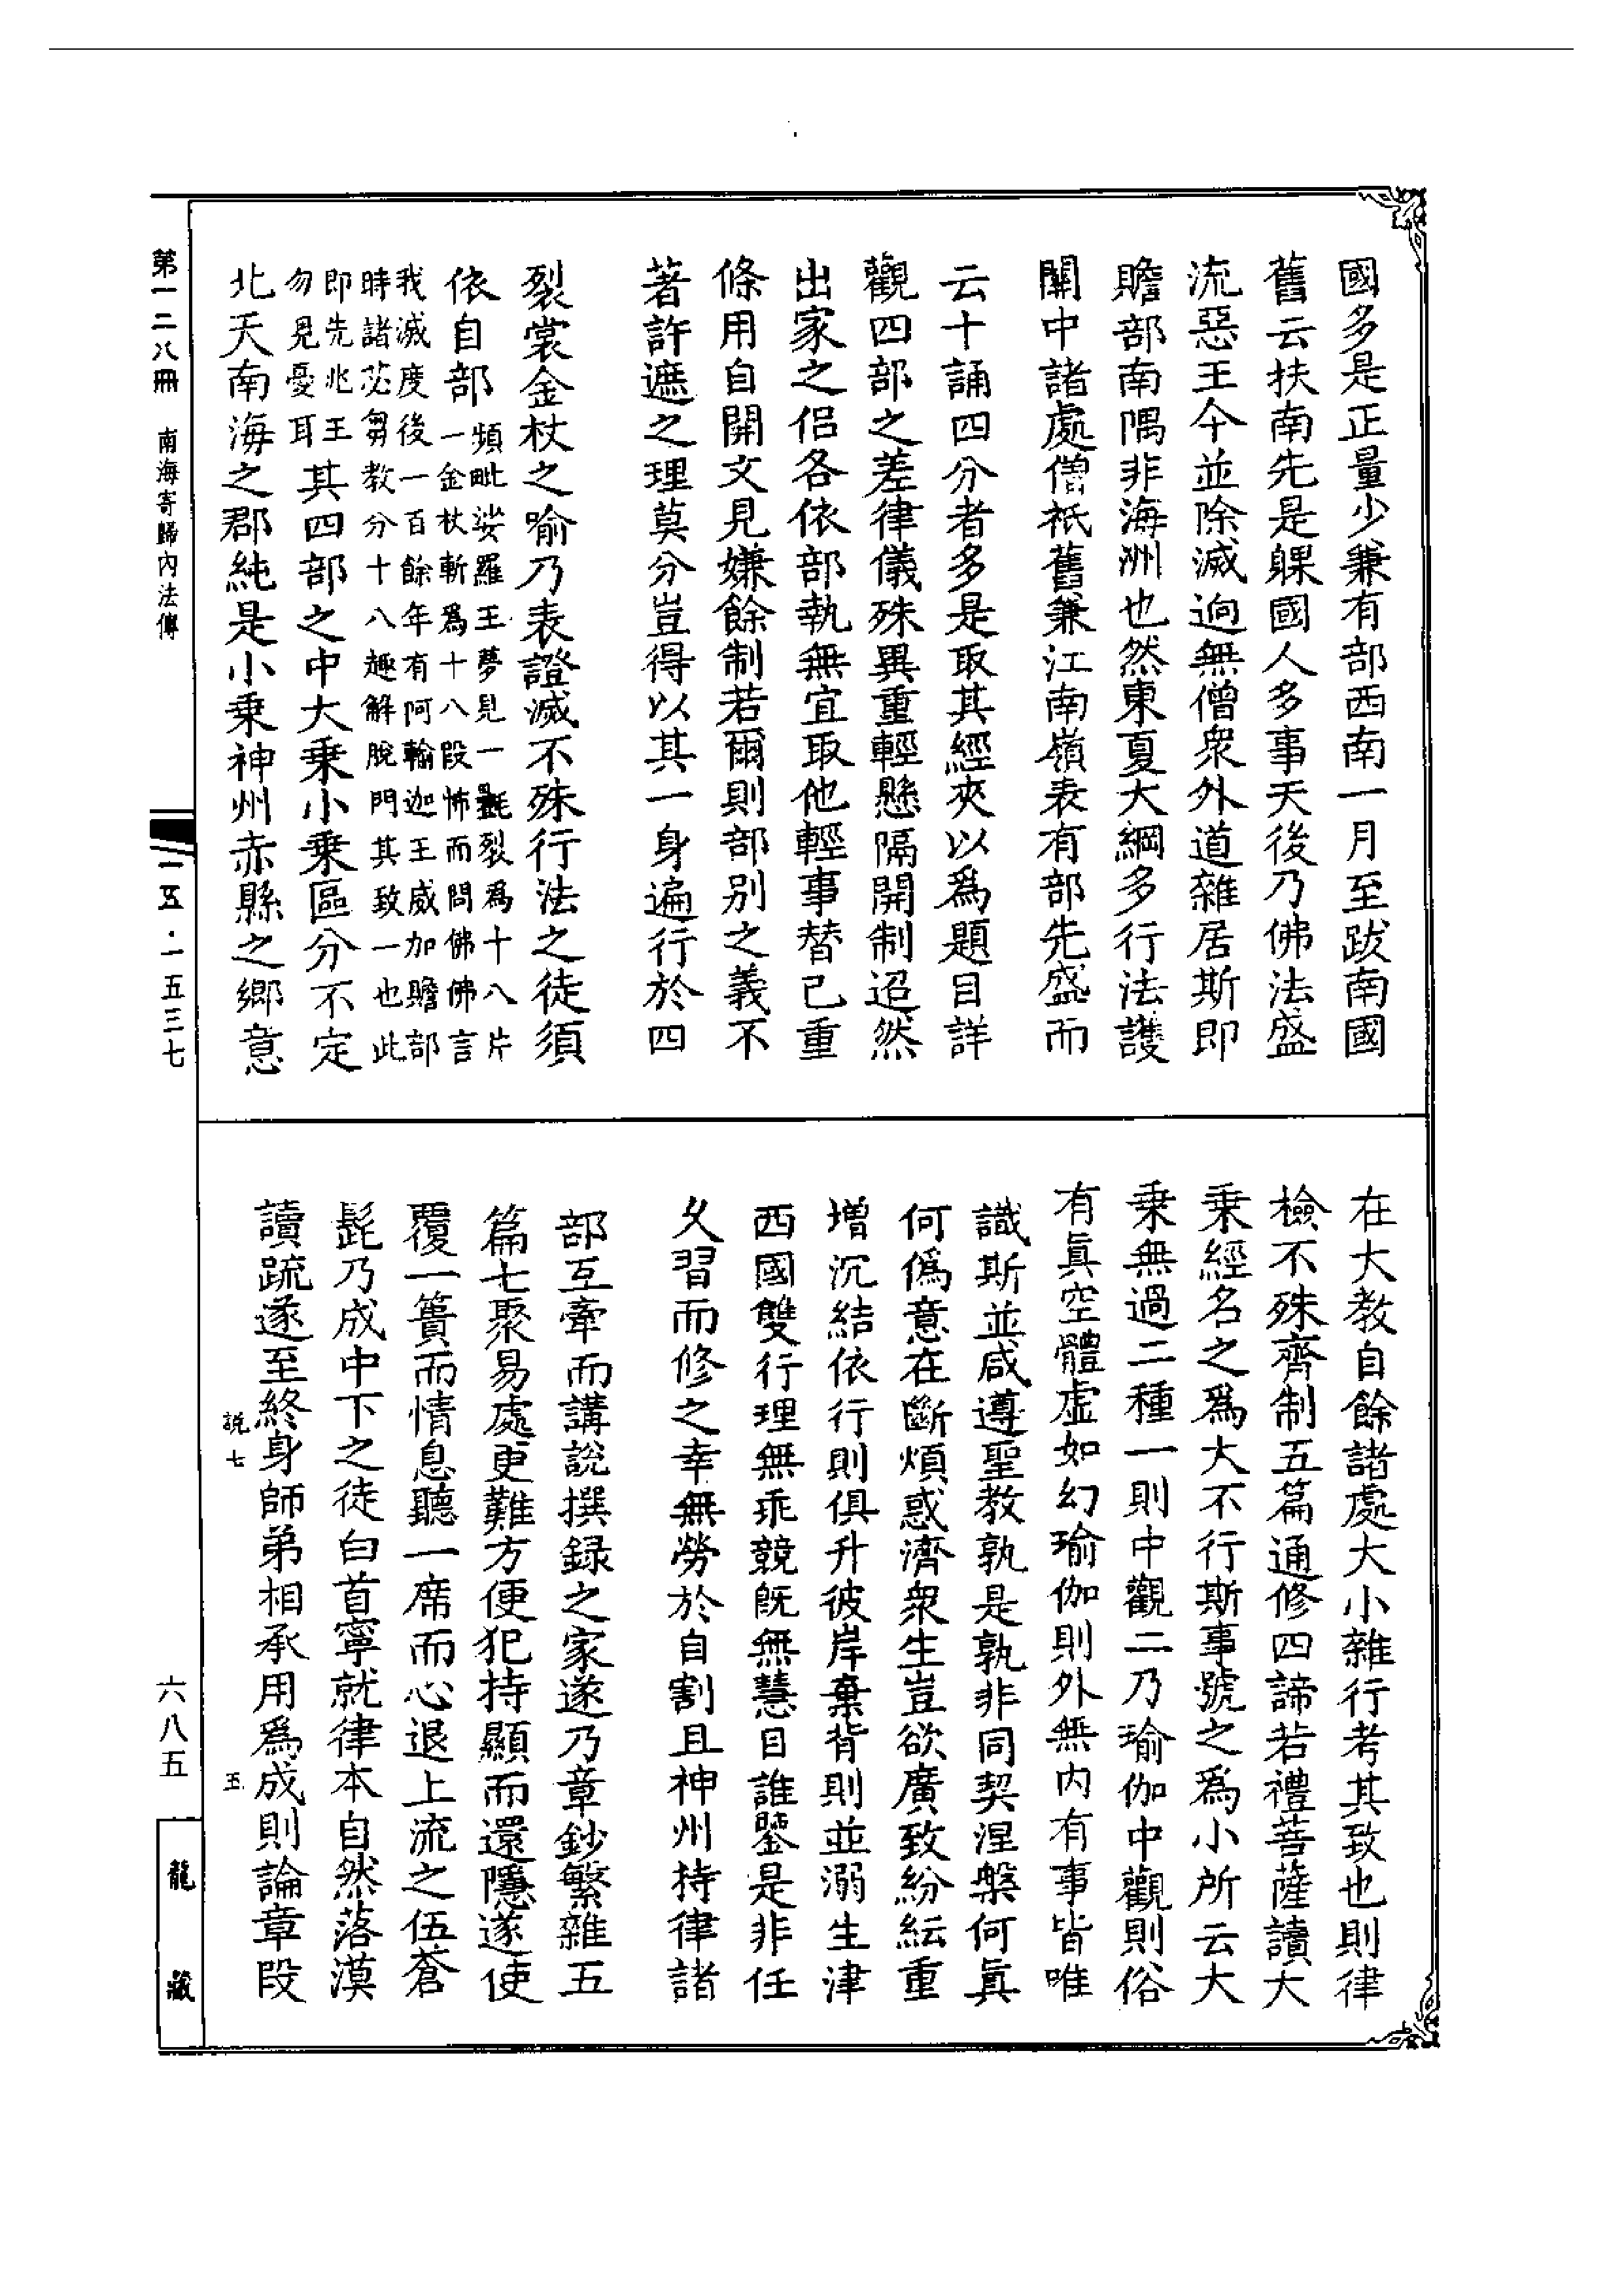 國多是正量少兼有部西南一月至跋南國
舊云扶南先是躶國人多事天後乃佛法盛
流惡王今並除滅迥無僧衆外道雜居斯即
贍部南隅非海洲也然東夏大綱多行法護
關中諸處僧祇舊兼江南嶺表有部先盛而
云十誦四分者多是取其經夾以爲題目詳
觀四部之差律儀殊異重輕懸隔開制迢然
出家之侶各依部執無宜取他輕事替己重
條用自開文見嫌餘制若爾則部別之義不
著許遮之理莫分豈得以其一身遍行於四
裂裳金杖之喻乃表證滅不殊行法之徒須
依自部
頻毗娑羅王夢見一㲲裂爲十八片
一金杖斬爲十八段怖而問佛佛言
我滅度後一百餘年有阿輸迦王威加贍部
時諸苾芻教分十八趣解脫門其致一也此
即先兆王
勿見憂耳
其四部之中大乗小乗區分不定
北天南海之郡純是小乗神州赤縣之鄉意
在大教自餘諸處大小雜行考其致也則律
檢不殊齊制五篇通修四諦若禮菩薩讀大
乗經名之爲大不行斯事號之爲小所云大
乗無過二種一則中觀二乃瑜伽中觀則俗
有眞空體虛如幻瑜伽則外無內有事皆唯
識斯並咸遵聖教孰是孰非同契涅槃何眞
何僞意在斷煩惑濟衆生豈欲廣致紛紜重
增沉結依行則俱升彼岸棄背則並溺生津
西國雙行理無乖競既無慧目誰鑒是非任
久習而修之幸無勞於自割且神州持律諸
部互牽而講說撰録之家遂乃章鈔繁雜五
篇七聚易處更難方便犯持顯而還隱遂使
覆一簣而情息聽一席而心退上流之伍蒼
髭乃成中下之徒白首寧就律本自然落漠
讀疏遂至終身師弟相承用爲成則論章段
說七
五
第一二八冊 南海寄歸內法傳
一五·一五三七
六八五
龍藏